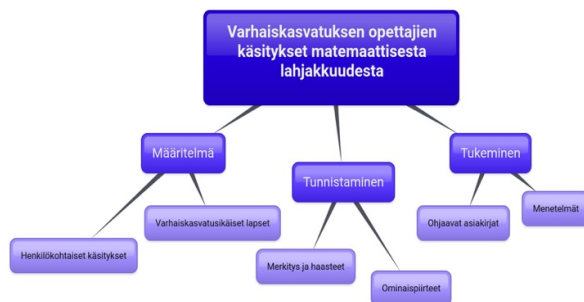 Varhaiskasvatuksen opettajien
käsitykset matemaattisesta
lahjakkuudesta
Määritelmä
Tukeminen
Tunnistaminen
Henkilökohtaiset käsitykset
Varhaiskasvatusikäiset lapset
Merkitys ja haasteet
Ominaispiirteet
Ohjaavat asiakirjat
Menetelmät